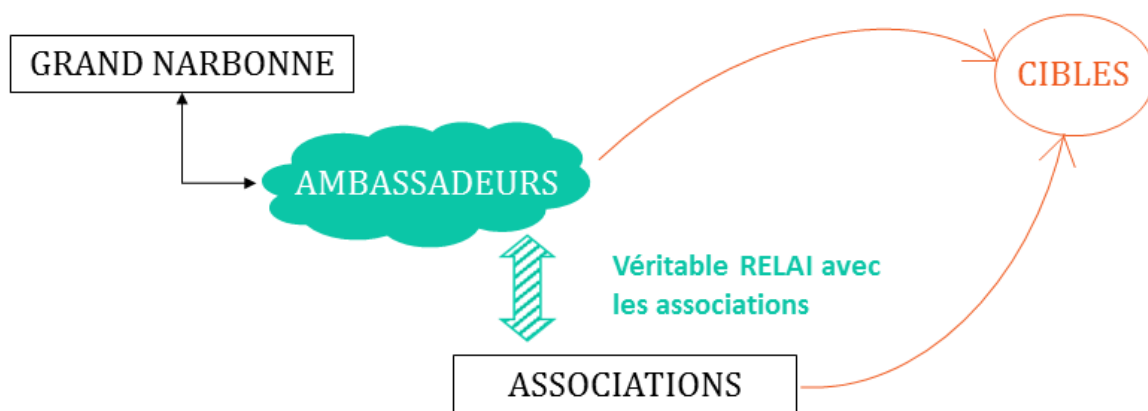 GRAND NARBONNE
CIBLES
AMBASSADEURS
Véritable RELAI avec
les associations
ASSOCIATIONS